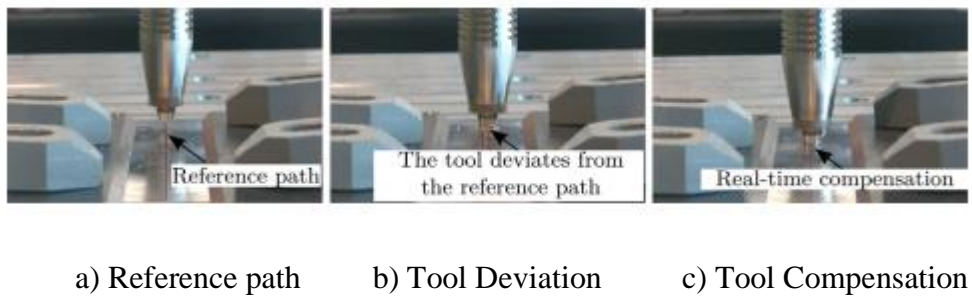 Reference path
The tool deviates from
the reference path
Real-time compensation
a) Reference path
b) Tool Deviation
c) Tool Compensation